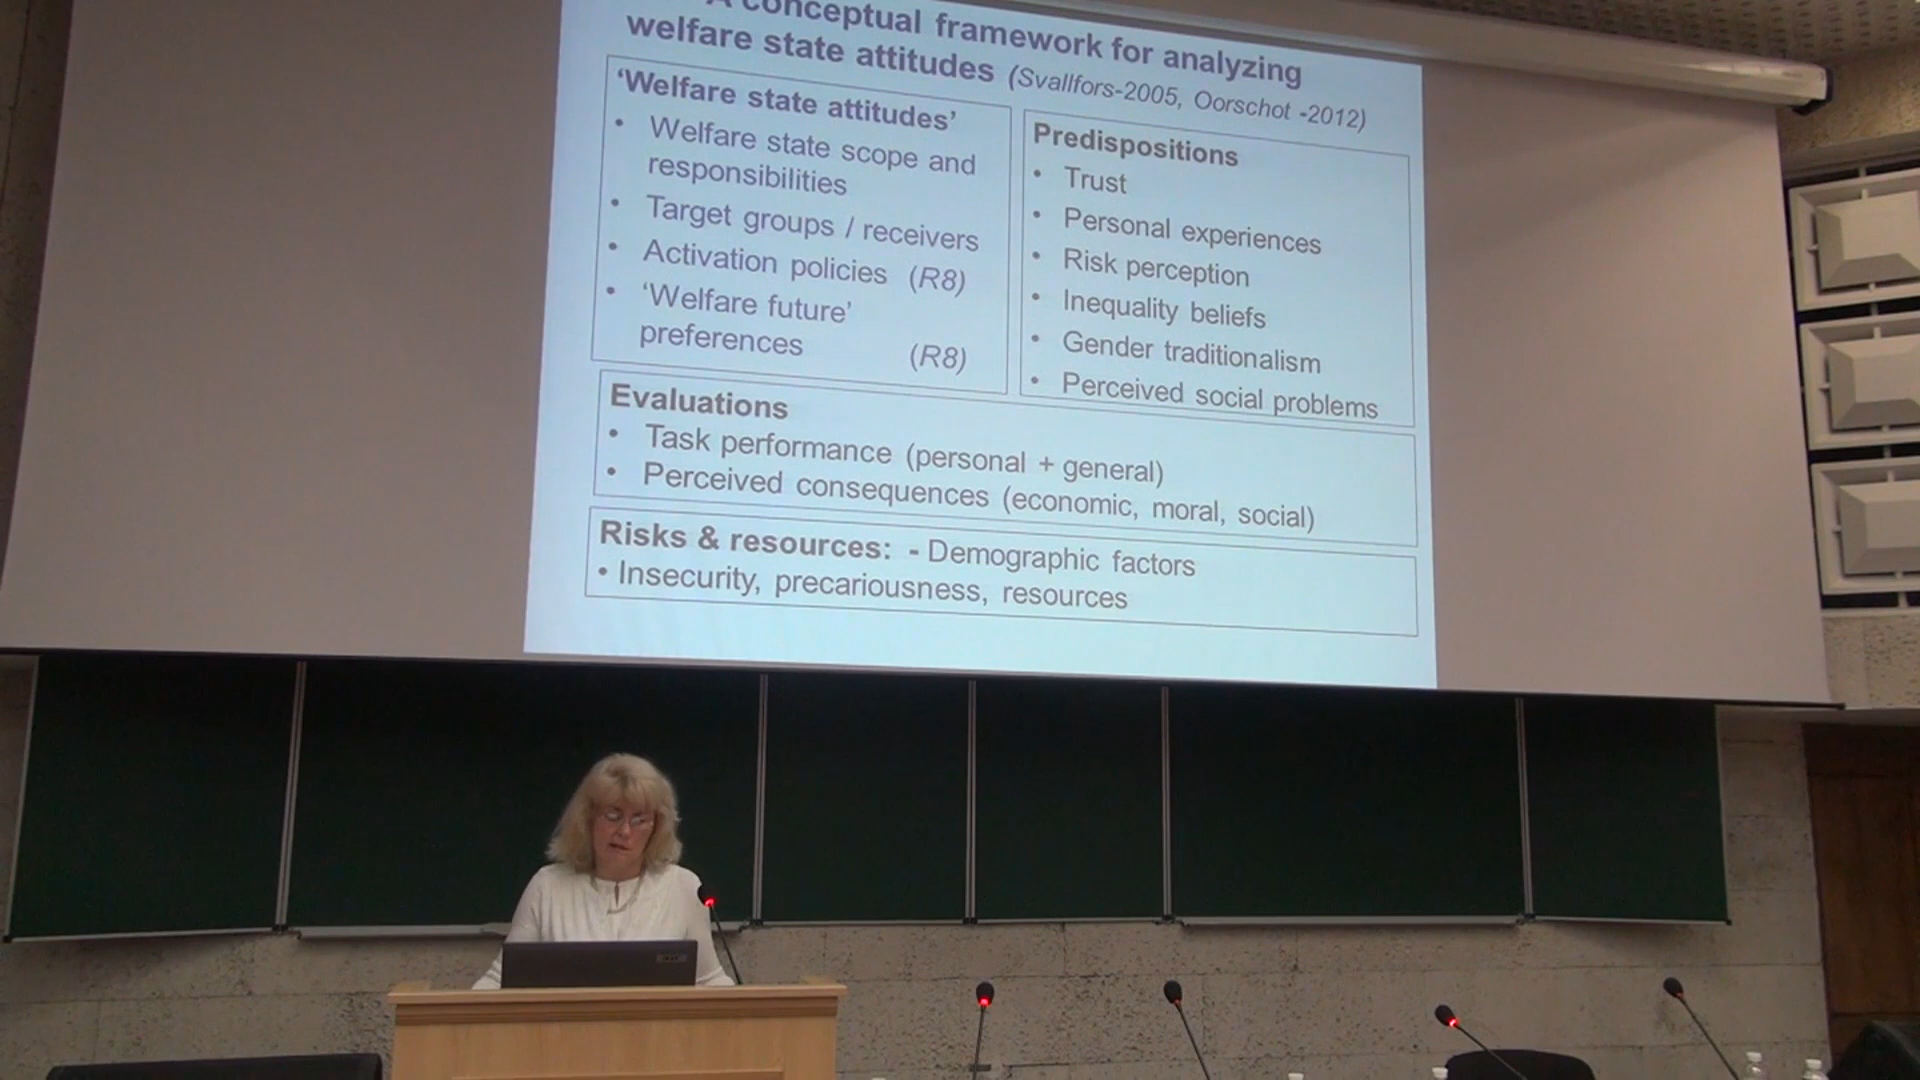 A conceptual framework for analyzing
welfare state attitudes (Svallfors-2005, Oorschot -2012)
‘Welfare state attitudes’
• Welfare state scope and
responsibilities
• Target groups / receivers
• Activation policies (R8)
• ‘Welfare future’
preferences (R8)
Predispositions
• Trust
• Personal experiences
• Risk perception
• Inequality beliefs
• Gender traditionalism
• Perceived social problems
Evaluations
• Task performance (personal + general)
• Perceived consequences (economic, moral, social)
Risks & resources: - Demographic factors
• Insecurity, precariousness, resources